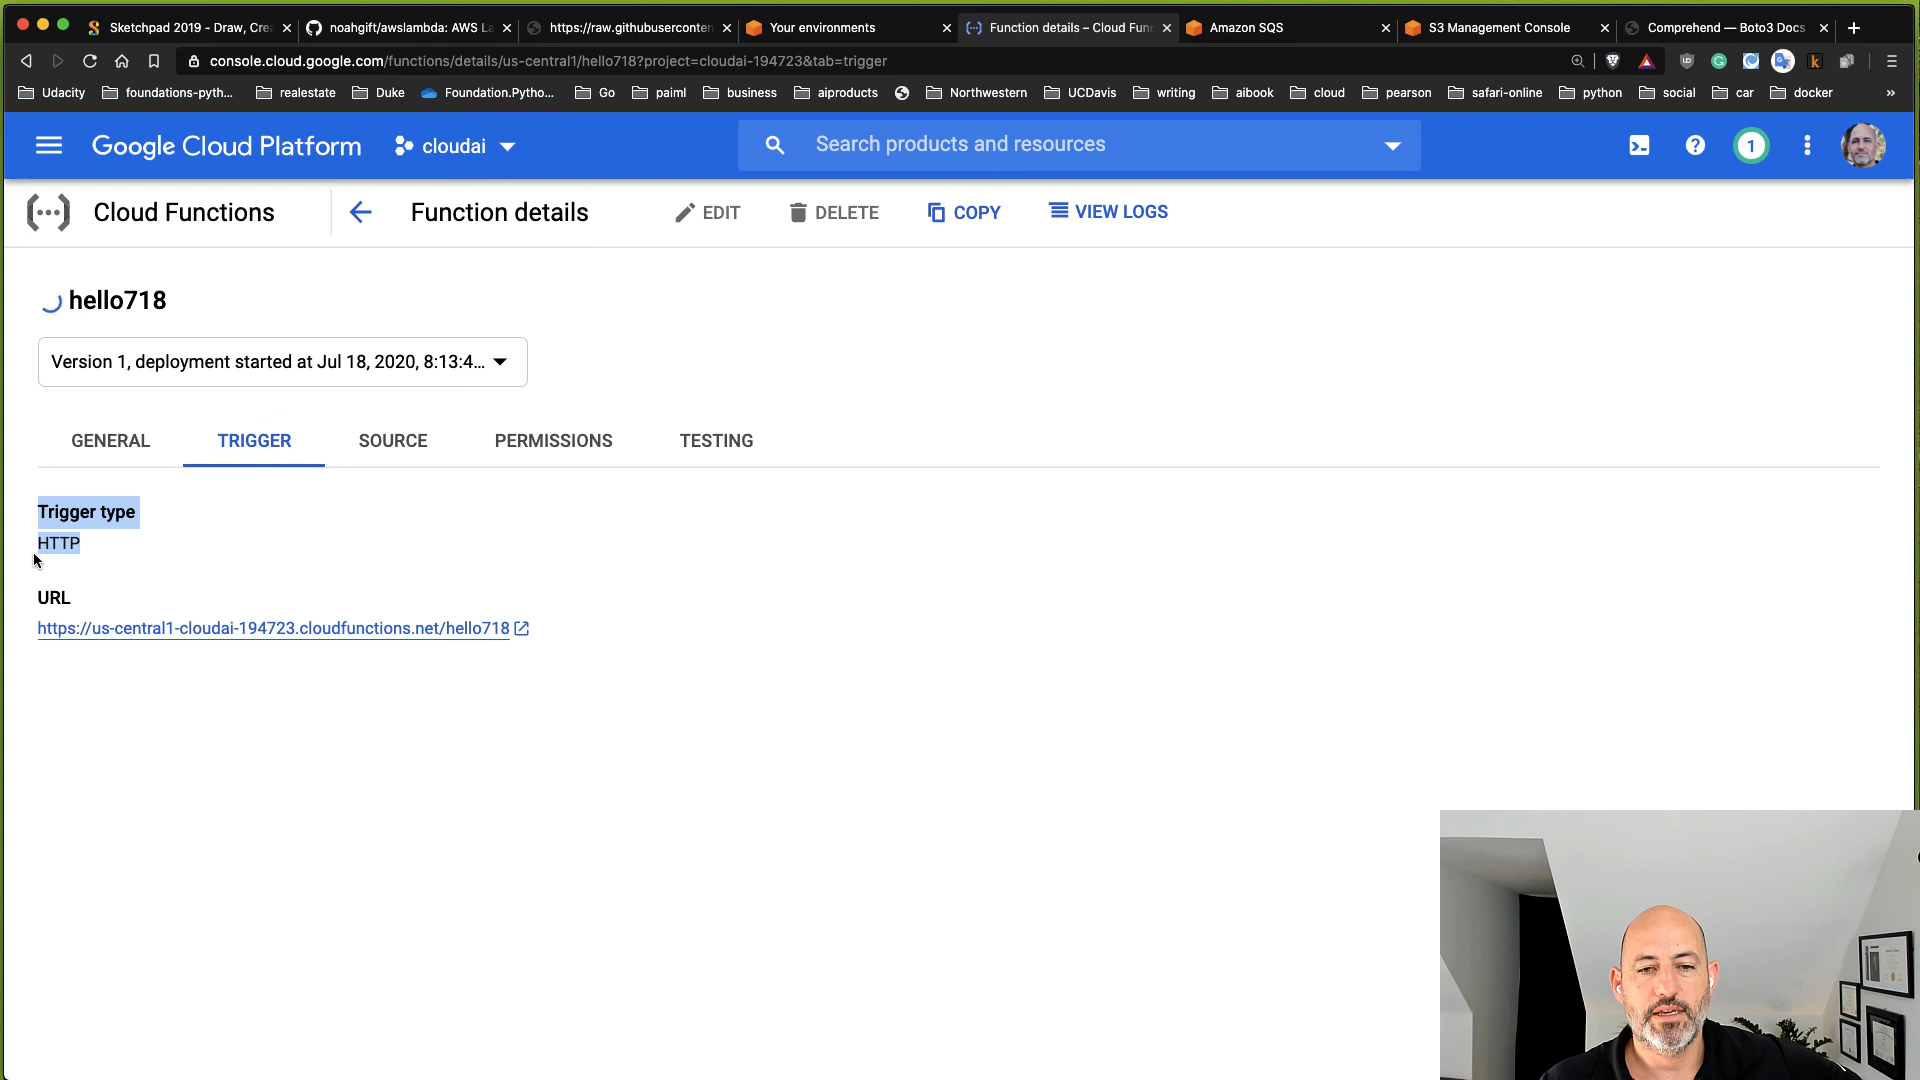 Sketchpad 2019 - Draw, Crea
noahgift/awslambda: AWS La
https://raw.githubuserconten
Your environments
Function details – Cloud Func
Amazon SQS
S3 Management Console
Comprehend — Boto3 Docs
console.cloud.google.com/functions/details/us-central1/hello718?project=cloudai-194723&tab=trigger
Udacity
foundations-pyth...
realestate
Duke
Foundation.Pytho...
Go
paiml
business
aiproducts
Northwestern
UCDavis
writing
aibook
cloud
pearson
safari-online
python
social
car
docker
»
Google Cloud Platform
cloudai
Search products and resources
1
Cloud Functions
Function details
EDIT
DELETE
COPY
VIEW LOGS
hello718
Version 1, deployment started at Jul 18, 2020, 8:13:4...
GENERAL
TRIGGER
SOURCE
PERMISSIONS
TESTING
Trigger type
HTTP
URL
https://us-central1-cloudai-194723.cloudfunctions.net/hello718